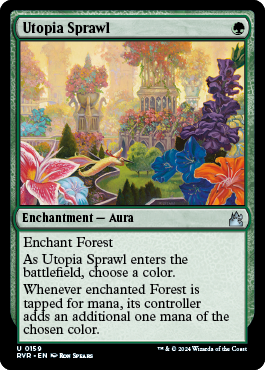 Utopia Sprawl
Enchantment — Aura
Enchant Forest
As Utopia Sprawl enters the
battlefield, choose a color.
Whenever enchanted Forest is
tapped for mana, its controller
adds an additional one mana of the
chosen color.
U 0159
RVR • EN Ron Spears
™ & © 2024 Wizards of the Coast